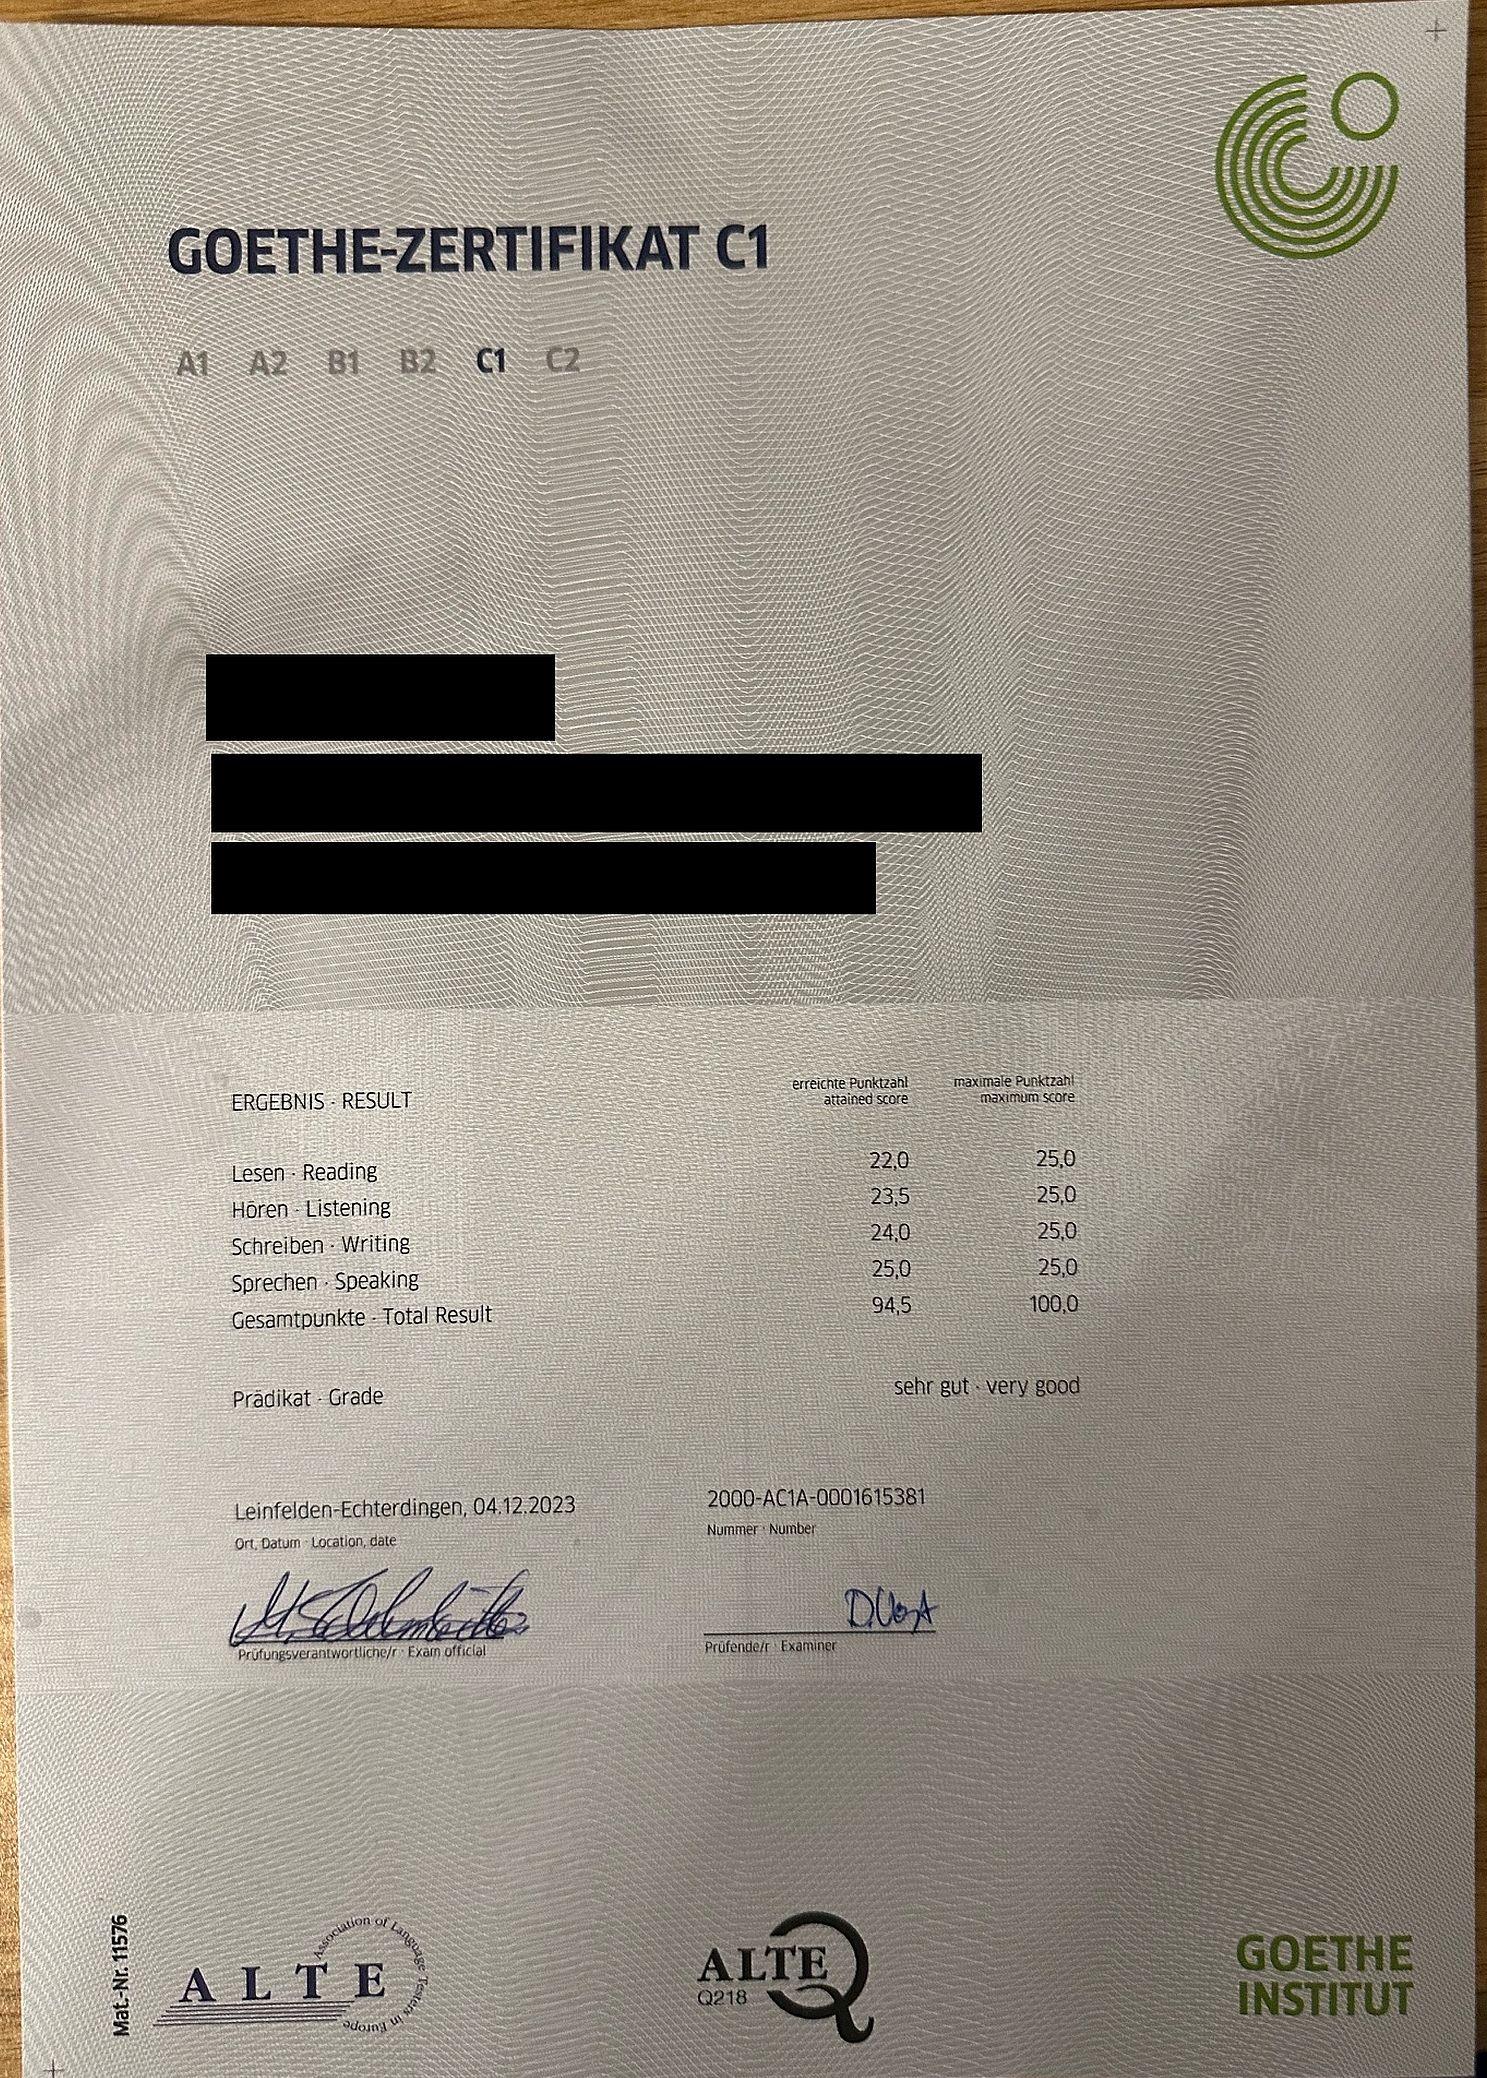 GOETHE-ZERTIFIKAT C1
A1 A2 B1 B2 C1 C2
ERGEBNIS · RESULT
erreichte Punktzahl maximale Punktzahl
attained score maximum score
Lesen · Reading 22,0 25,0
Hören · Listening 23,5 25,0
Schreiben · Writing 24,0 25,0
Sprechen · Speaking 25,0 25,0
Gesamtpunkte · Total Result 94,5 100,0
Prädikat · Grade sehr gut · very good
Leinfelden-Echterdingen, 04.12.2023 2000-AC1A-0001615381
Ort, Datum · Location, date Nummer · Number
Prüfungsverantwortliche/r · Exam official Prüfende/r · Examiner
Mat.-Nr. 11576
ALTE
Association of Language Testers in Europe
ALTE
Q218
GOETHE
INSTITUT